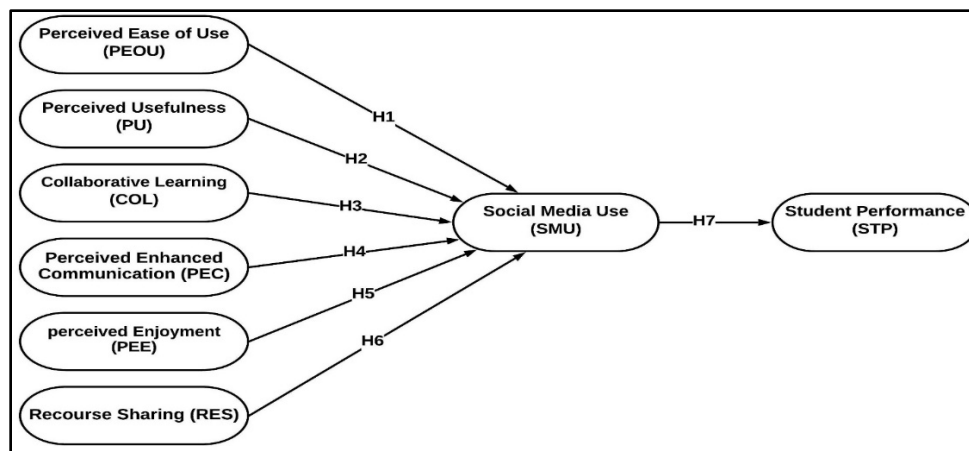 Perceived Ease of Use
(PEOU)
H1
Perceived Usefulness
(PU)
H2
Collaborative Learning
(COL)
H3
Social Media Use
(SMU)
H7
Student Performance
(STP)
Perceived Enhanced
Communication (PEC)
H4
perceived Enjoyment
(PEE)
H5
Recourse Sharing (RES)
H6